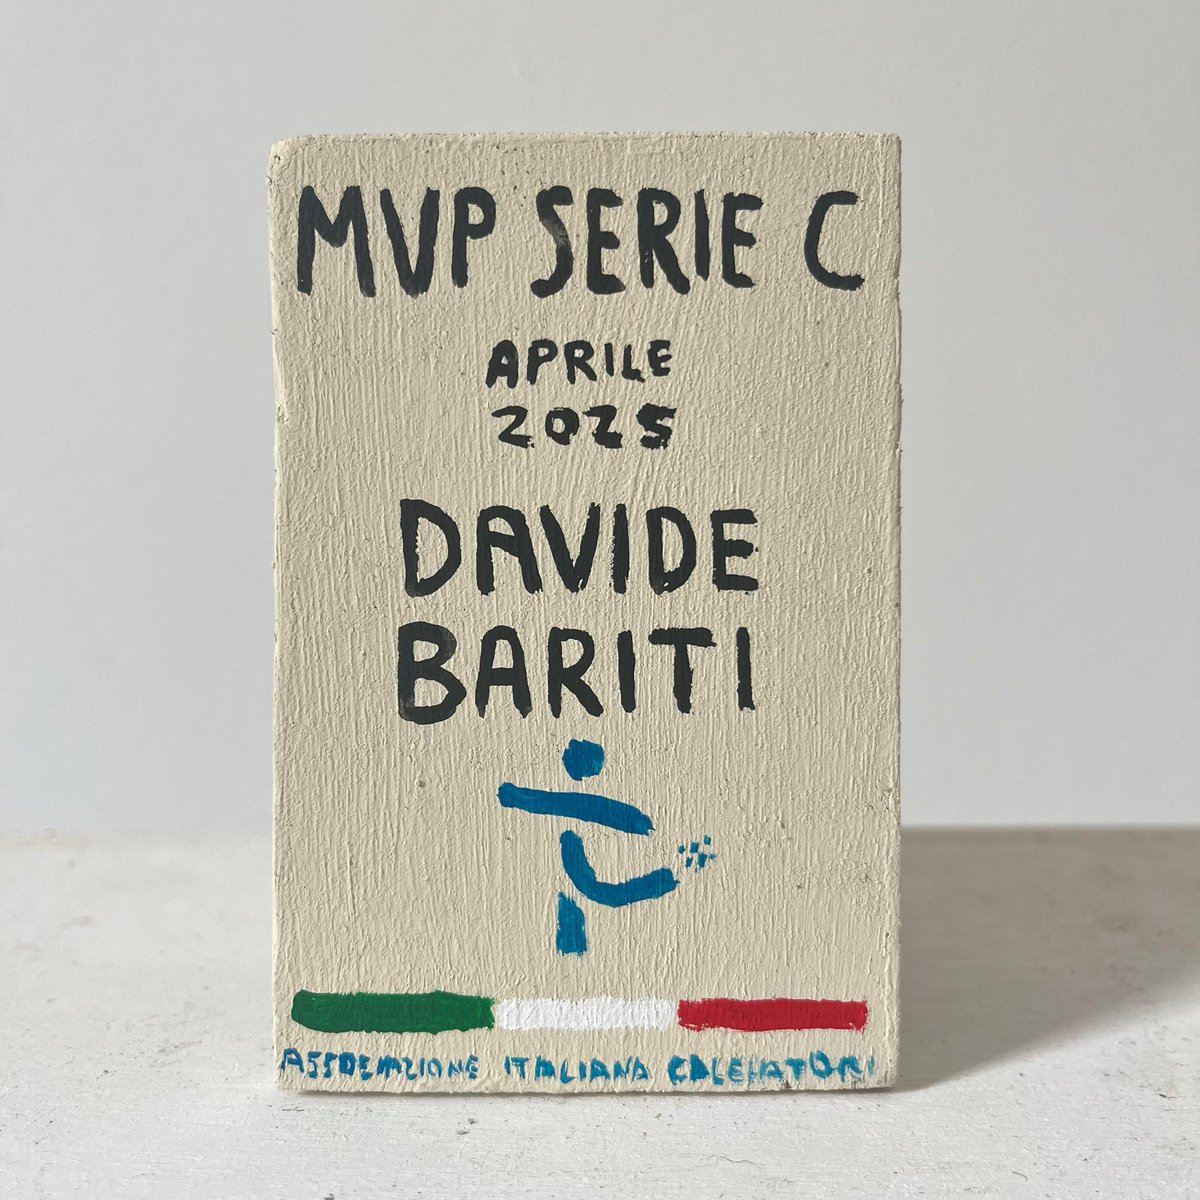 MVP SERIE C
APRILE
2025
DAVIDE
BARITI
ASSOCIAZIONE ITALIANA CALCIATORI